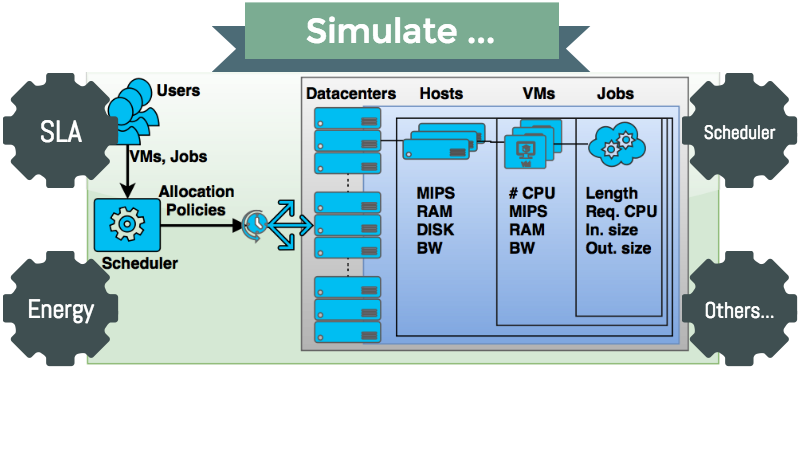 Simulate ...
SLA
Users
VMs, Jobs
Allocation
Policies
Scheduler
Energy
Datacenters
Hosts
VMs
Jobs
MIPS
RAM
DISK
BW
# CPU
MIPS
RAM
BW
Length
Req. CPU
In. size
Out. size
Scheduler
Others...